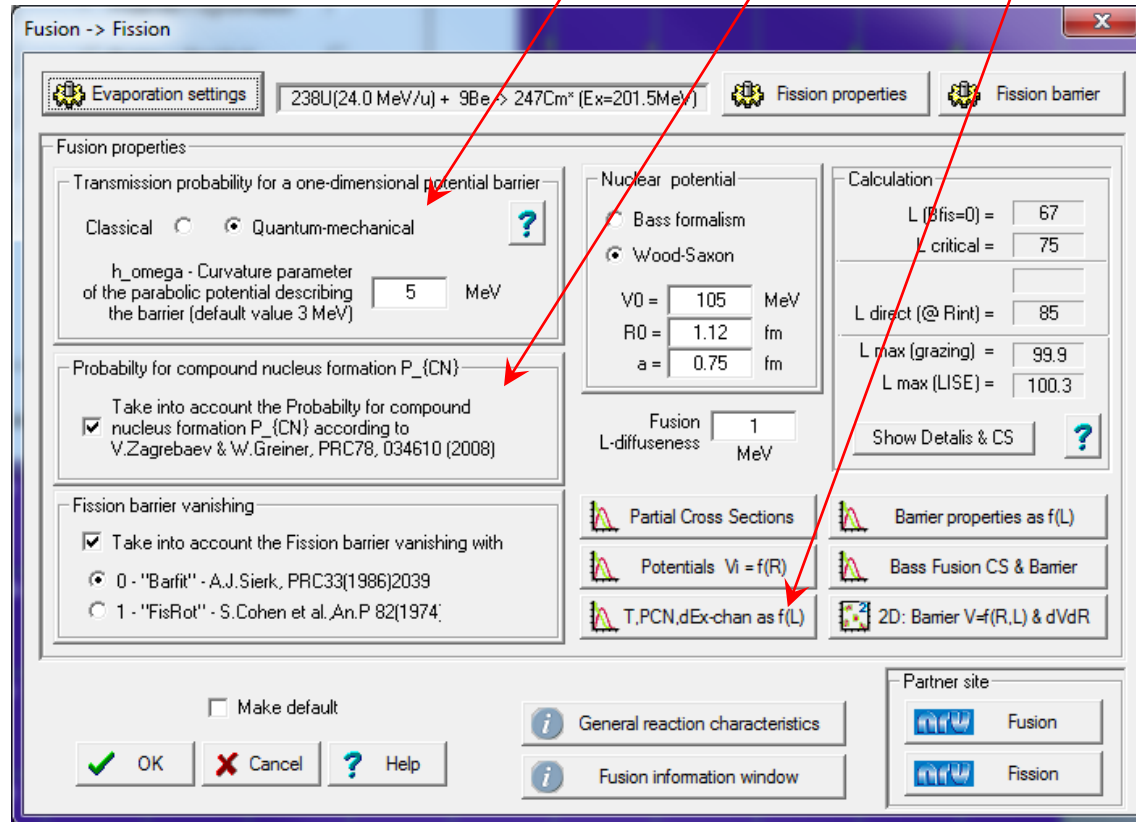 Fusion -> Fission
x
Evaporation settings
238U(24.0 MeV/u) + 9Be -> 247Cm* (Ex=201.5MeV)
Fission properties
Fission barrier
Fusion properties
Transmission probability for a one-dimensional potential barrier
Classical
Quantum-mechanical
?
h_omega - Curvature parameter
of the parabolic potential describing
the barrier (default value 3 MeV)
5 MeV
Probabilty for compound nucleus formation P_{CN}
Take into account the Probabilty for compound
nucleus formation P_{CN} according to
V.Zagrebaev & W.Greiner, PRC78, 034610 (2008)
Fission barrier vanishing
Take into account the Fission barrier vanishing with
0 - "Barfit" - A.J.Sierk, PRC33(1986)2039
1 - "FisRot" - S.Cohen et al.,An.P 82(1974)
Nuclear potential
Bass formalism
Wood-Saxon
V0 = 105 MeV
R0 = 1.12 fm
a = 0.75 fm
Fusion
L-diffuseness
1
MeV
Calculation
L (Bfis=0) = 67
L critical = 75
L direct (@ Rint) = 85
L max (grazing) = 99.9
L max (LISE) = 100.3
Show Detalis & CS
?
Partial Cross Sections
Barrier properties as f(L)
Potentials Vi = f(R)
Bass Fusion CS & Barrier
T,PCN,dEx-chan as f(L)
2 2D: Barrier V=f(R,L) & dVdR
Make default
OK
Cancel
? Help
i General reaction characteristics
i Fusion information window
Partner site
nrv Fusion
nrv Fission